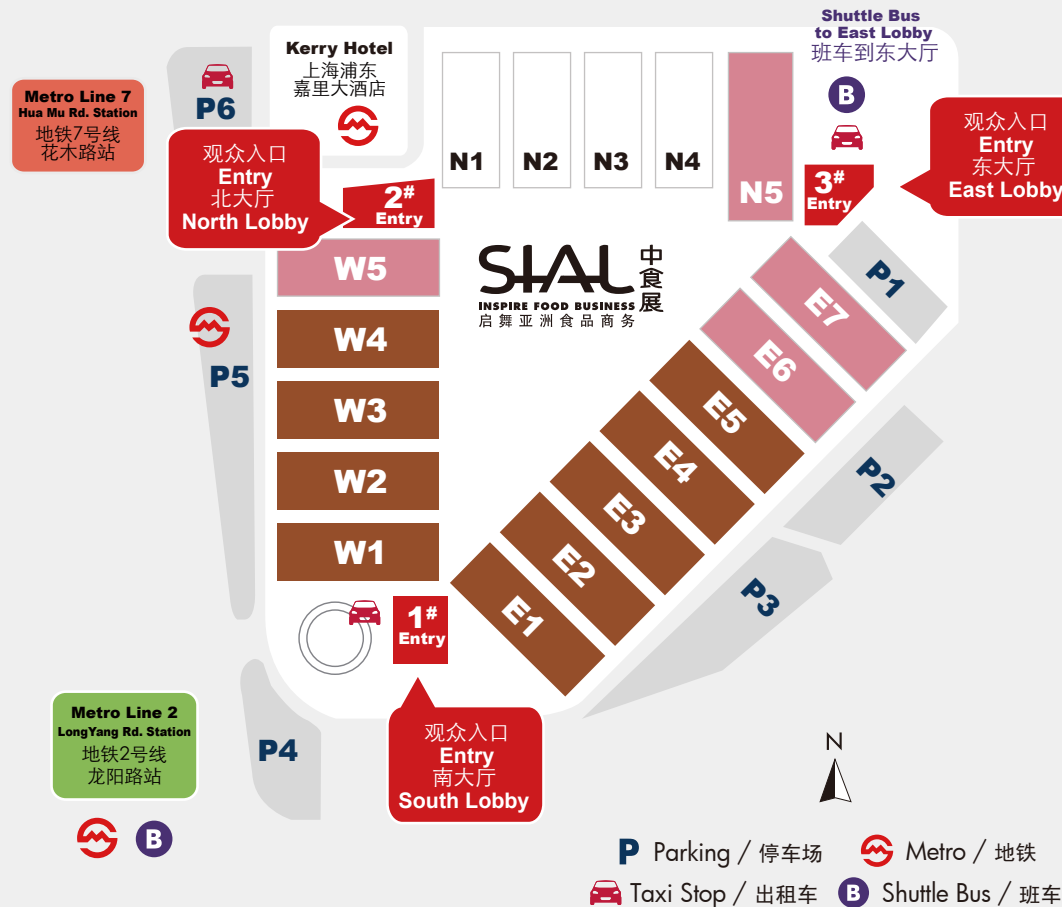 Shuttle Bus
to East Lobby
班车到东大厅
B
Kerry Hotel
上海浦东
嘉里大酒店
P6
Metro Line 7
Hua Mu Rd. Station
地铁7号线
花木路站
观众入口
Entry
北大厅
North Lobby
2#
Entry
N1
N2
N3
N4
N5
3#
Entry
观众入口
Entry
东大厅
East Lobby
SIAL
中食展
INSPIRE FOOD BUSINESS
启舞亚洲食品商务
W5
W4
W3
W2
W1
P5
P1
E7
E6
E5
E4
E3
E2
E1
P2
P3
1#
Entry
观众入口
Entry
南大厅
South Lobby
Metro Line 2
LongYang Rd. Station
地铁2号线
龙阳路站
B
P4
N
P Parking / 停车场
Metro / 地铁
Taxi Stop / 出租车
B Shuttle Bus / 班车